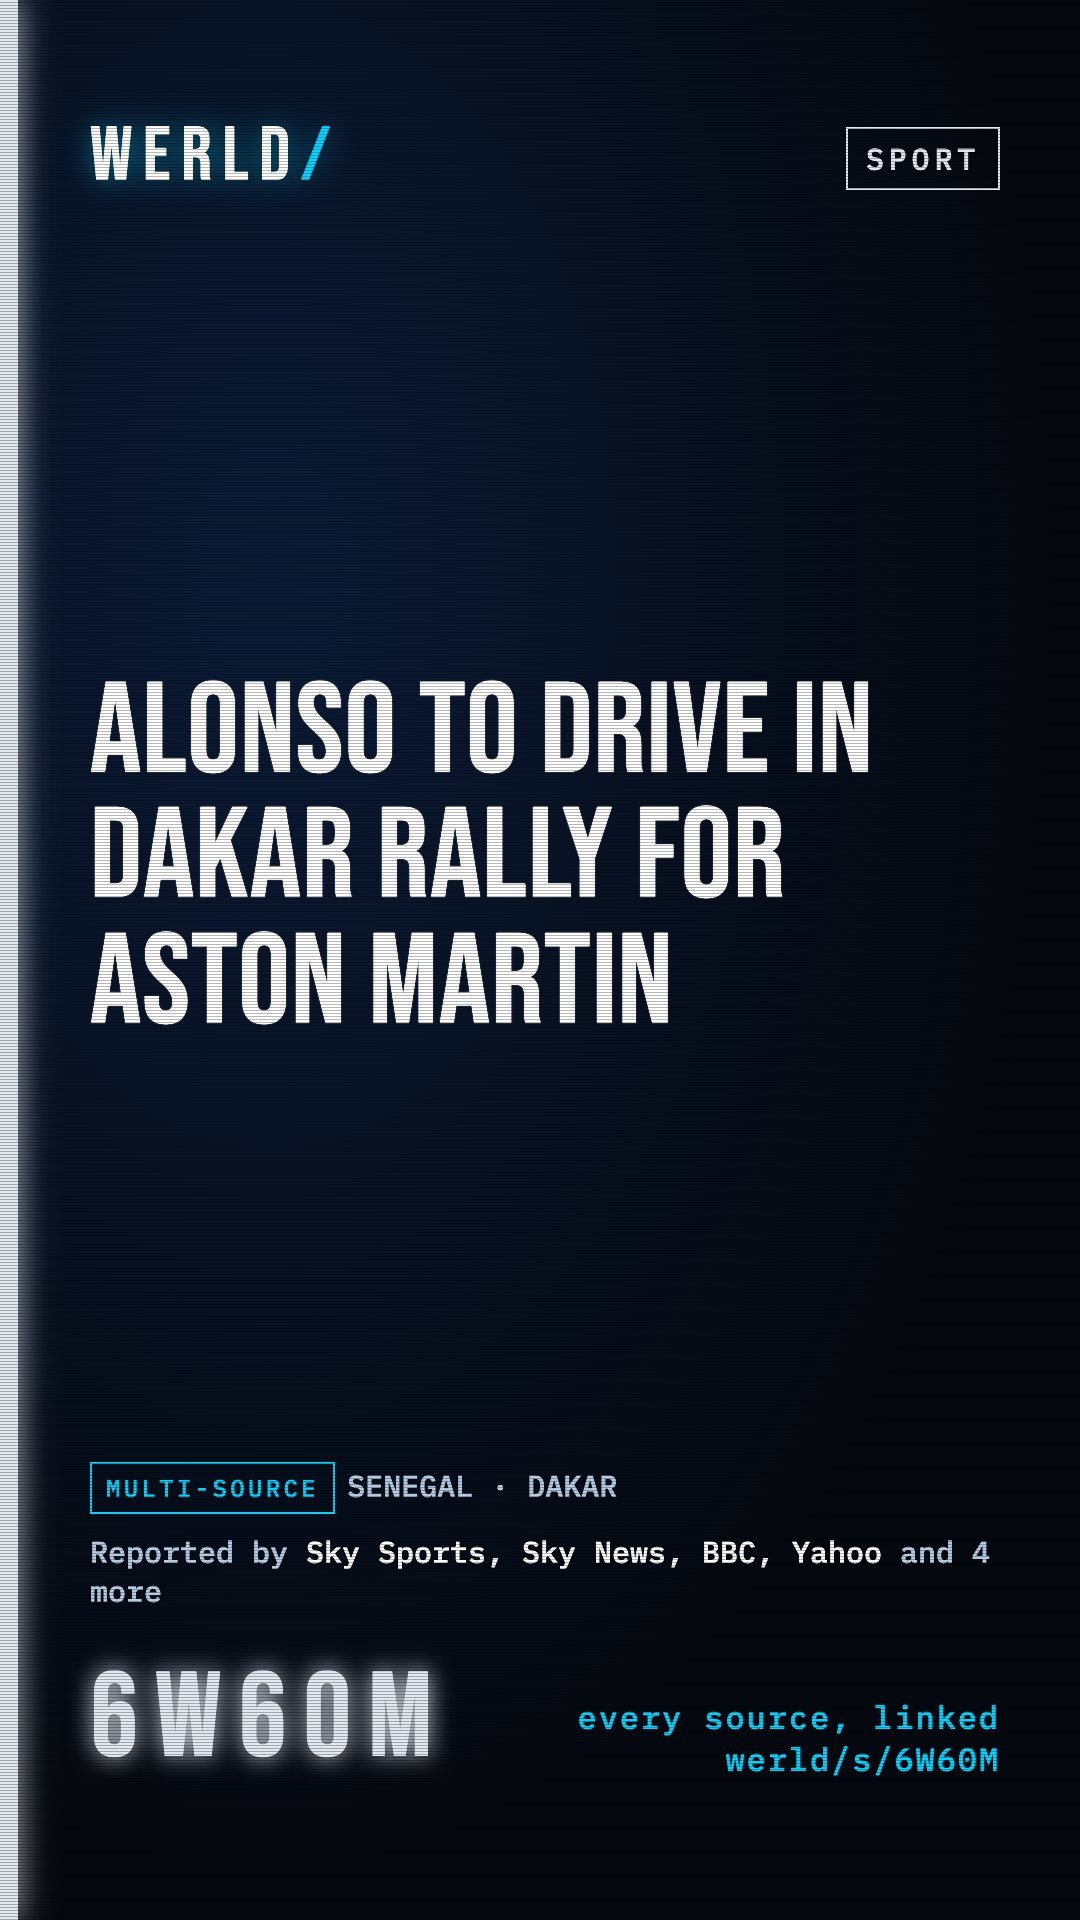 WERLD/
SPORT
ALONSO TO DRIVE IN
DAKAR RALLY FOR
ASTON MARTIN
MULTI-SOURCE SENEGAL · DAKAR
Reported by Sky Sports, Sky News, BBC, Yahoo and 4
more
6W60M
every source, linked
werld/s/6W60M